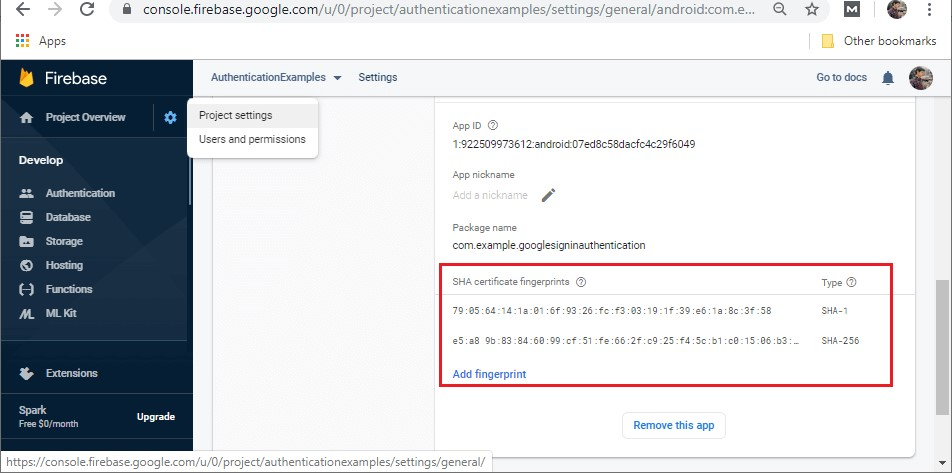 console.firebase.google.com/u/0/project/authenticationexamples/settings/general/android:com.e...
M
Apps
Other bookmarks
Firebase
AuthenticationExamples
Settings
Go to docs
Project Overview
Project settings
Users and permissions
Develop
Authentication
Database
Storage
Hosting
Functions
ML Kit
Extensions
Spark
Free $0/month
Upgrade
App ID
1:922509973612:android:07ed8c58dacfc4c29f6049
App nickname
Add a nickname
Package name
com.example.googlesigninauthentication
SHA certificate fingerprints
Type
79:05:64:14:1a:01:6f:93:26:fc:f3:03:19:1f:39:e6:1a:8c:3f:58
SHA-1
e5:a8 9b:83:84:60:99:cf:51:fe:66:2f:c9:25:f4:5c:b1:c0:15:06:b3:...
SHA-256
Add fingerprint
Remove this app
https://console.firebase.google.com/u/0/project/authenticationexamples/settings/general/